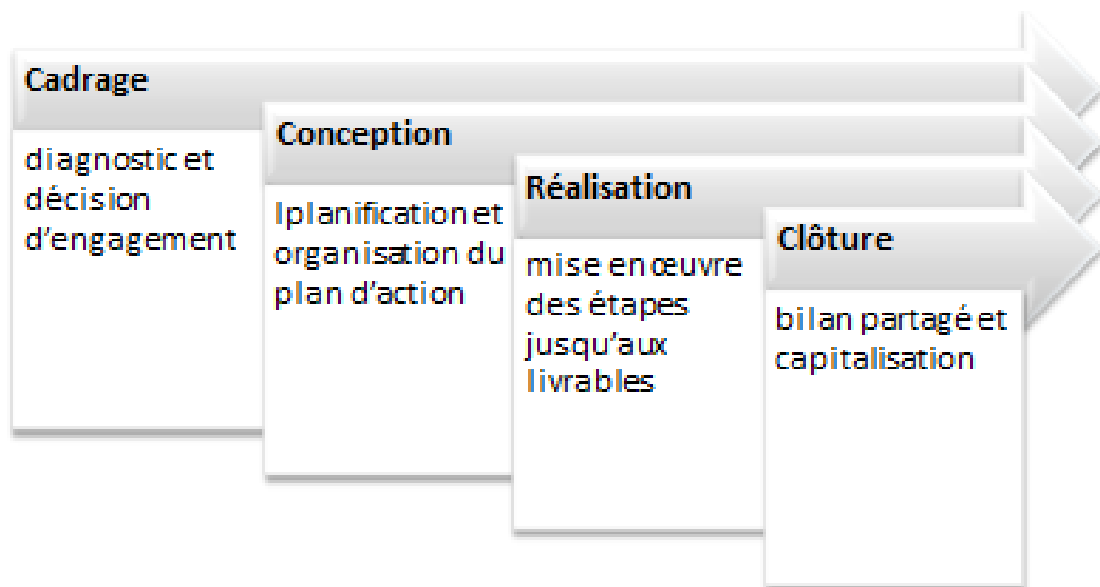 Cadrage
diagnostic et
décision
d'engagement
Conception
lplanification et
organisation du
plan d'action
Réalisation
mise en œuvre
des étapes
jusqu'aux
livrables
Clôture
bilan partagé et
capitalisation